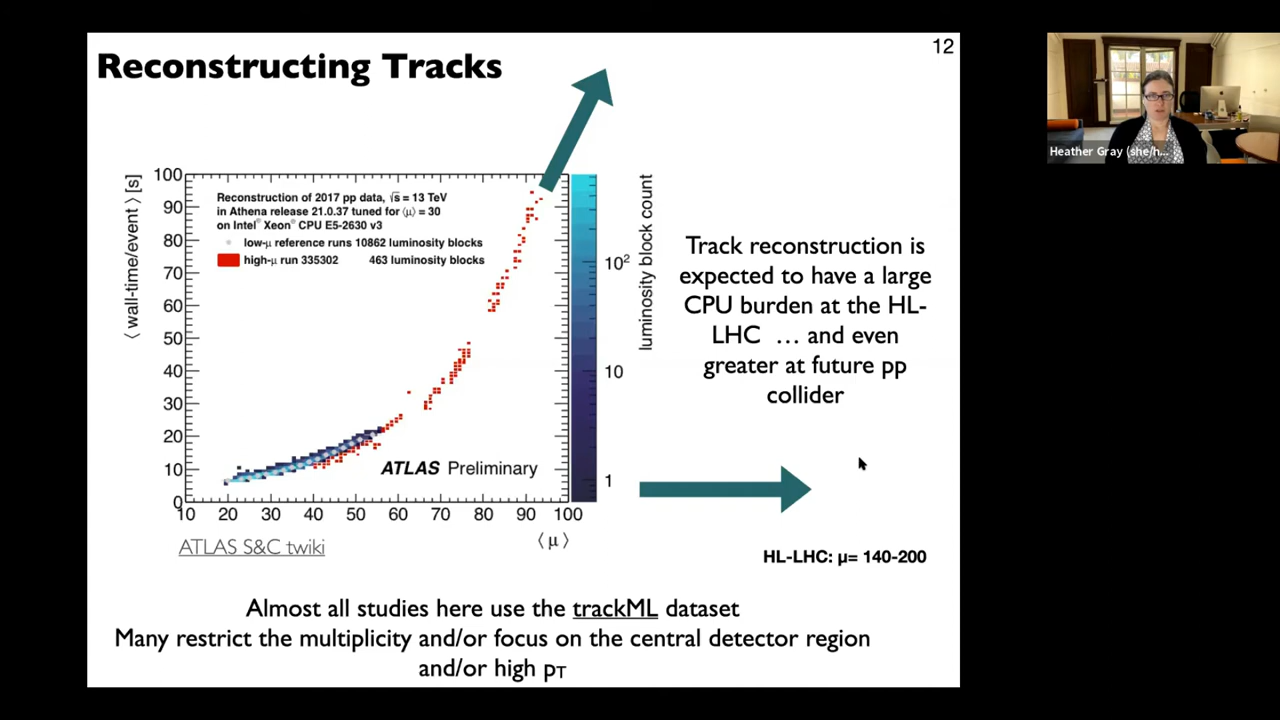 12
Reconstructing Tracks
⟨wall-time/event⟩ [s]
100
90
80
70
60
50
40
30
20
10
0
Reconstruction of 2017 pp data, √s = 13 TeV
in Athena release 21.0.37 tuned for ⟨μ⟩ = 30
on Intel® Xeon® CPU E5-2630 v3
low-μ reference runs 10862 luminosity blocks
high-μ run 335302 463 luminosity blocks
ATLAS Preliminary
10 20 30 40 50 60 70 80 90 100
⟨μ⟩
10²
10
1
luminosity block count
ATLAS S&C twiki
Track reconstruction is
expected to have a large
CPU burden at the HL-
LHC … and even
greater at future pp
collider
HL-LHC: μ= 140-200
Almost all studies here use the trackML dataset
Many restrict the multiplicity and/or focus on the central detector region
and/or high pT
Heather Gray (she/h...